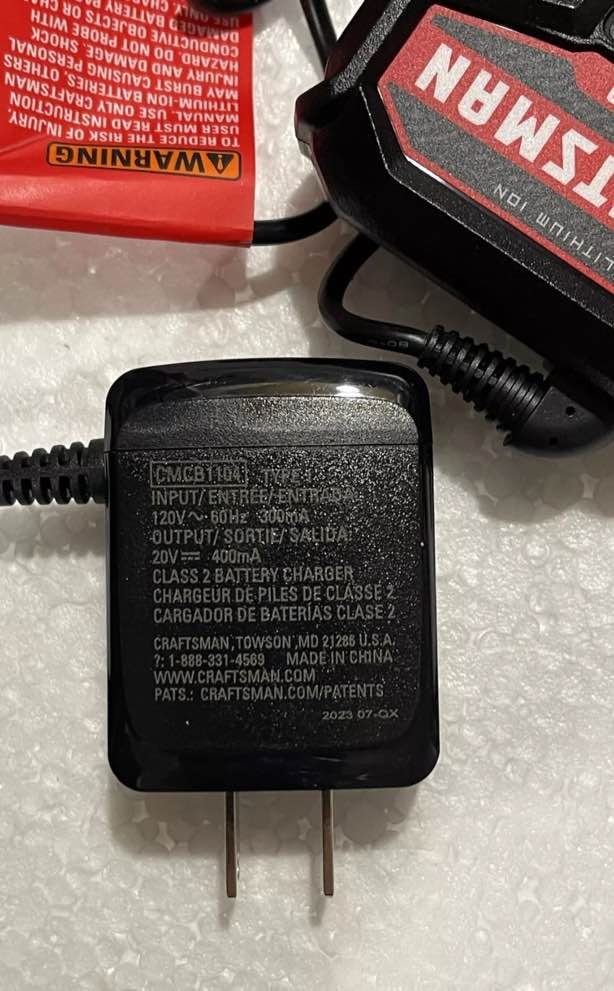 ⚠WARNING
TO REDUCE THE RISK OF INJURY,
USER MUST READ INSTRUCTION
MANUAL. USE ONLY CRAFTSMAN
LITHIUM-ION BATTERIES, OTHERS
MAY BURST CAUSING PERSONAL
INJURY AND DAMAGE. SHOCK
HAZARD. DO NOT PROBE WITH
CONDUCTIVE OBJECTS OR
DAMAGE
USE ONLY
TSMAN
LITHIUM ION
CMCB1104 TYPE 1
INPUT/ ENTRÉE/ ENTRADA:
120V~ 60Hz 300mA
OUTPUT/ SORTIE/ SALIDA:
20V⎓ 400mA
CLASS 2 BATTERY CHARGER
CHARGEUR DE PILES DE CLASSE 2
CARGADOR DE BATERÍAS CLASE 2
CRAFTSMAN, TOWSON, MD 21286 U.S.A.
?: 1-888-331-4569 MADE IN CHINA
WWW.CRAFTSMAN.COM
PATS.: CRAFTSMAN.COM/PATENTS
2023 07-QX